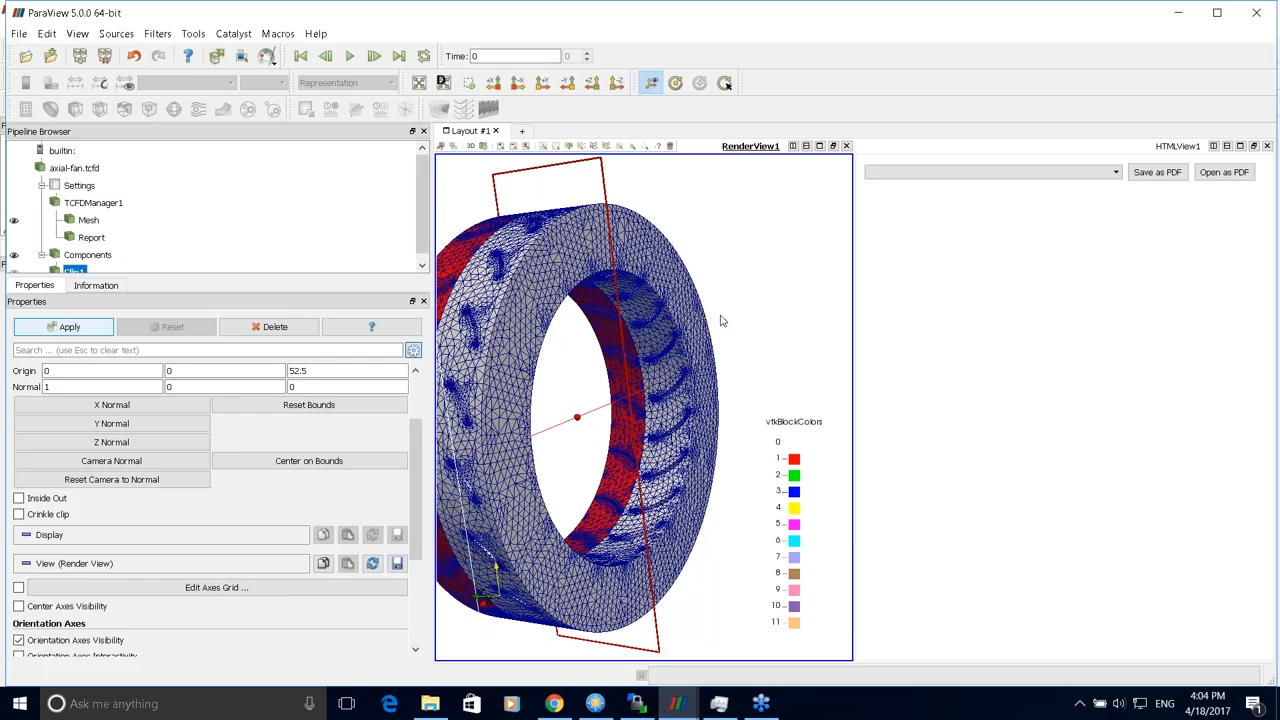 ParaView 5.0.0 64-bit
File Edit View Sources Filters Tools Catalyst Macros Help
Time: 0 0
Representation
Pipeline Browser
Layout #1
3D
RenderView1
HTMLView1
builtin:
axial-fan.tcfd
Settings
TCFDManager1
Mesh
Report
Components
Clip1
Save as PDF Open as PDF
Properties Information
Properties
Apply Reset Delete ?
Search ... (use Esc to clear text)
Origin 0 0 52.5
Normal 1 0 0
X Normal Reset Bounds
Y Normal
Z Normal
Camera Normal Center on Bounds
Reset Camera to Normal
Inside Out
Crinkle clip
Display
View (Render View)
Edit Axes Grid ...
Center Axes Visibility
Orientation Axes
Orientation Axes Visibility
Orientation Axes Interactivity
vtkBlockColors
0
1
2
3
4
5
6
7
8
9
10
11
Ask me anything
ENG
4:04 PM
4/18/2017